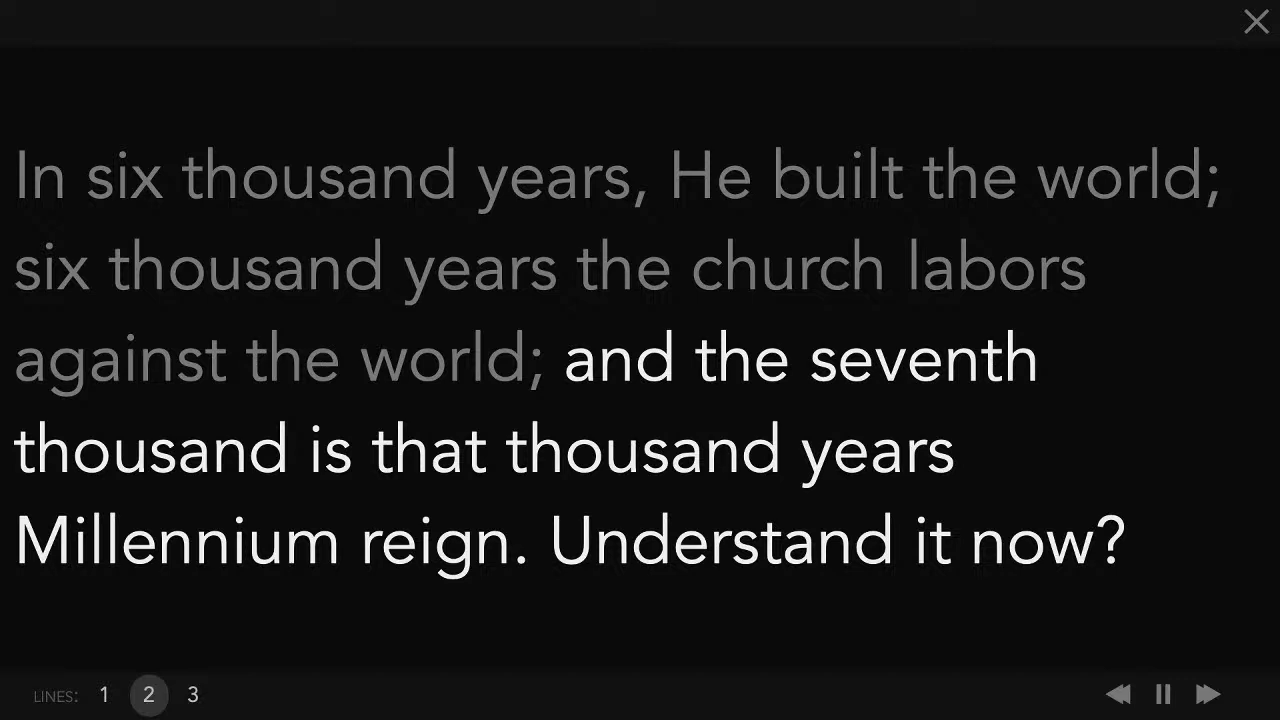 In six thousand years, He built the world;
six thousand years the church labors
against the world; and the seventh
thousand is that thousand years
Millennium reign. Understand it now?
LINES: 1 2 3